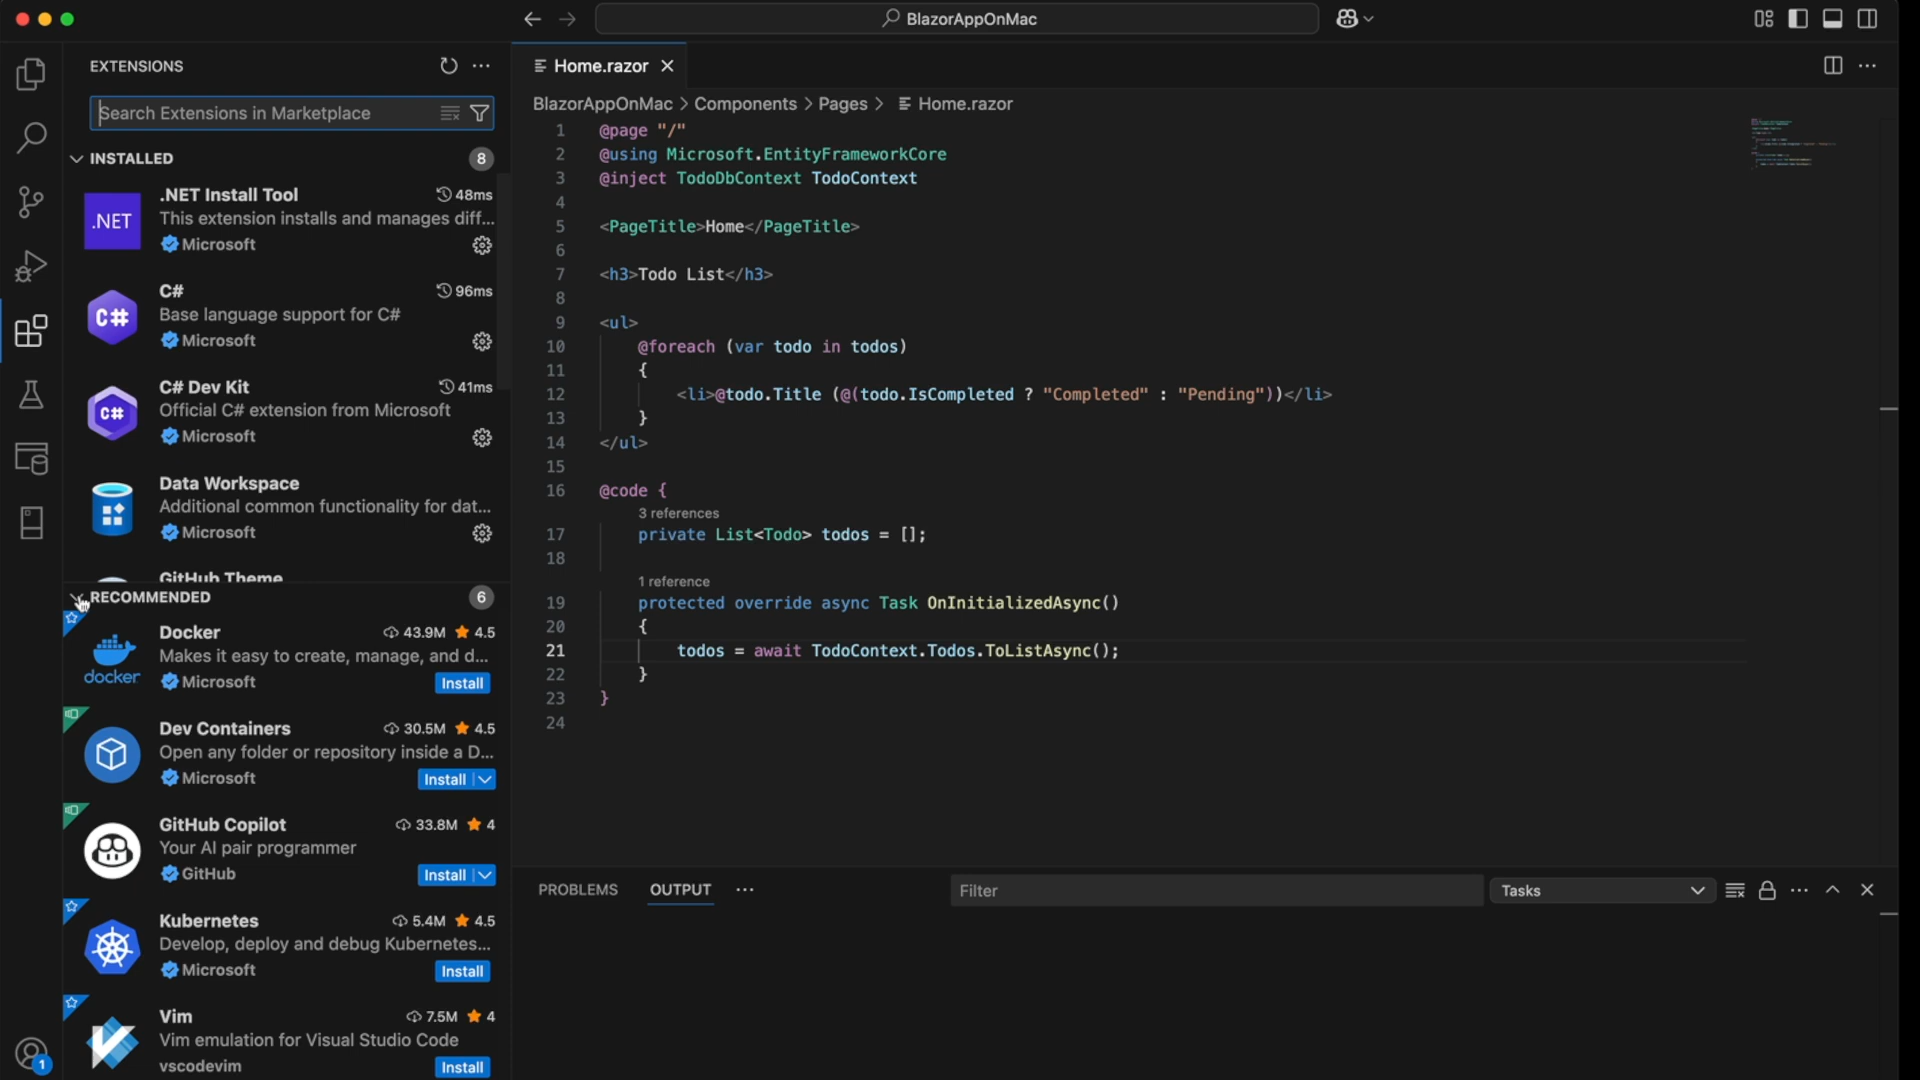 BlazorAppOnMac
EXTENSIONS
Search Extensions in Marketplace
INSTALLED 8
.NET
.NET Install Tool 48ms
This extension installs and manages diff...
Microsoft
C#
C# 96ms
Base language support for C#
Microsoft
C#
C# Dev Kit 41ms
Official C# extension from Microsoft
Microsoft
Data Workspace
Additional common functionality for dat...
Microsoft
GitHub Theme
RECOMMENDED 6
docker
Docker 43.9M 4.5
Makes it easy to create, manage, and d...
Microsoft Install
Dev Containers 30.5M 4.5
Open any folder or repository inside a D...
Microsoft Install
GitHub Copilot 33.8M 4
Your AI pair programmer
GitHub Install
Kubernetes 5.4M 4.5
Develop, deploy and debug Kubernetes...
Microsoft Install
Vim 7.5M 4
Vim emulation for Visual Studio Code
vscodevim Install
1
Home.razor
BlazorAppOnMac > Components > Pages > Home.razor
1 @page "/"
2 @using Microsoft.EntityFrameworkCore
3 @inject TodoDbContext TodoContext
4
5 <PageTitle>Home</PageTitle>
6
7 <h3>Todo List</h3>
8
9 <ul>
10 @foreach (var todo in todos)
11 {
12 <li>@todo.Title (@(todo.IsCompleted ? "Completed" : "Pending"))</li>
13 }
14 </ul>
15
16 @code {
3 references
17 private List<Todo> todos = [];
18
1 reference
19 protected override async Task OnInitializedAsync()
20 {
21 todos = await TodoContext.Todos.ToListAsync();
22 }
23 }
24
PROBLEMS OUTPUT Filter Tasks